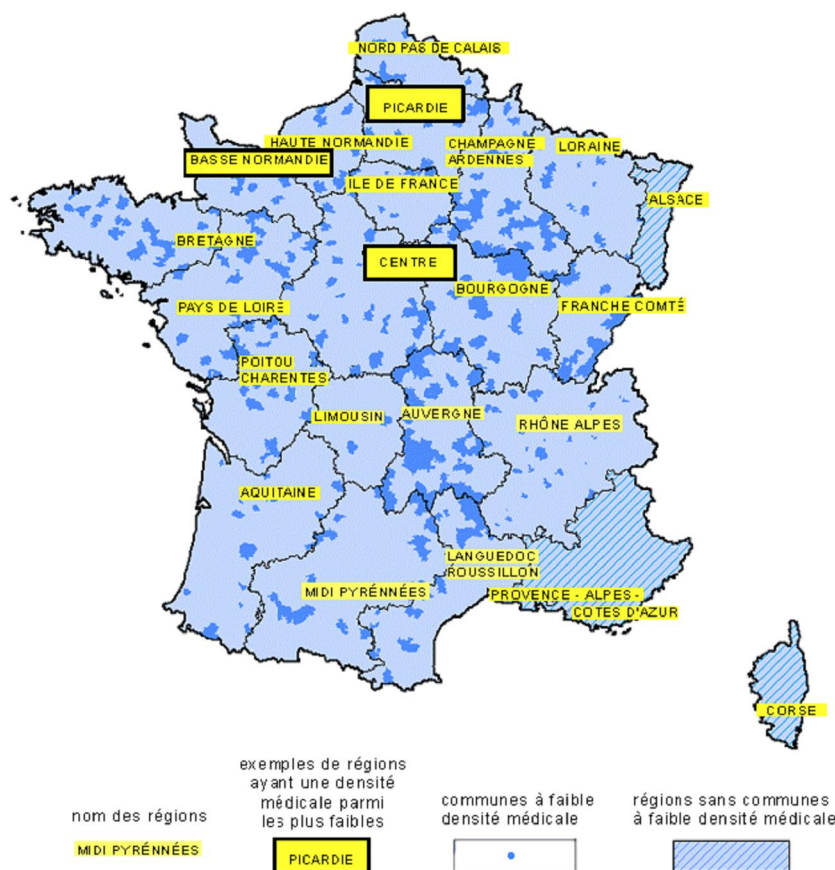 NORD PAS DE CALAIS
PICARDIE
HAUTE NORMANDIE
CHAMPAGNE
ARDENNES
LORAINE
BASSE NORMANDIE
ILE DE FRANCE
ALSACE
BRETAGNE
CENTRE
BOURGOGNE
FRANCHE COMTÉ
PAYS DE LOIRE
POITOU
CHARENTES
LIMOUSIN
AUVERGNE
RHÔNE ALPES
AQUITAINE
LANGUEDOC
ROUSSILLON
MIDI PYRÉNNÉES
PROVENCE - ALPES -
COTES D'AZUR
CORSE
nom des régions
MIDI PYRÉNNÉES
exemples de régions
ayant une densité
médicale parmi
les plus faibles
PICARDIE
communes à faible
densité médicale
régions sans communes
à faible densité médicale